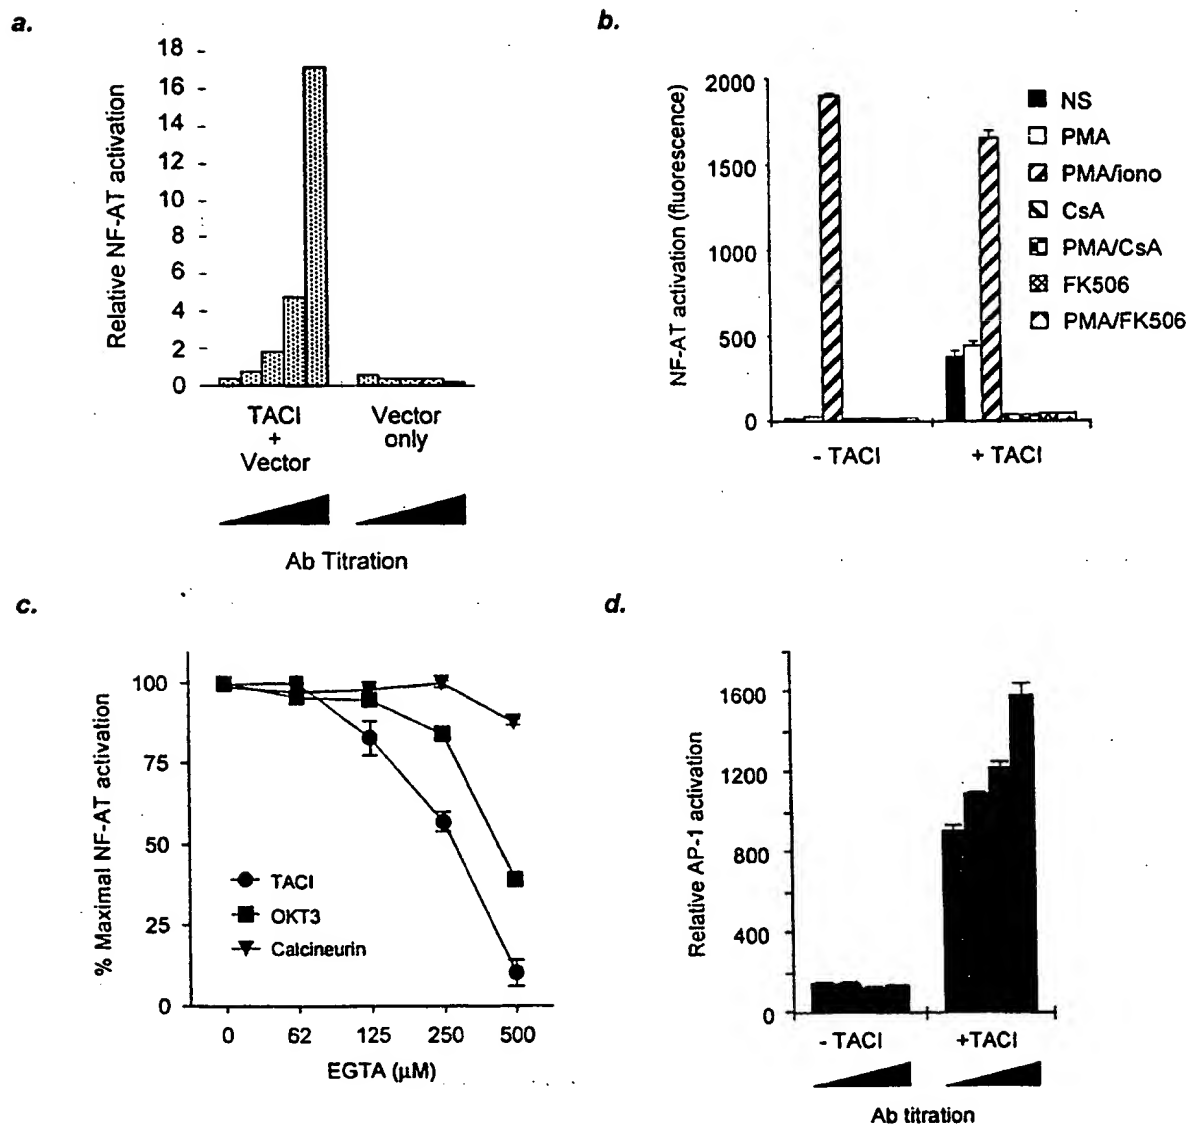 a.
Relative NF-AT activation
18
16
14
12
10
8
6
4
2
0
TACI
+
Vector
Vector
only
Ab Titration
b.
NF-AT activation (fluorescence)
2000
1500
1000
500
0
- TACI
+ TACI
NS
PMA
PMA/iono
CsA
PMA/CsA
FK506
PMA/FK506
c.
% Maximal NF-AT activation
100
75
50
25
0
TACI
OKT3
Calcineurin
0
62
125
250
500
EGTA (μM)
d.
Relative AP-1 activation
1600
1200
800
400
0
- TACI
+TACI
Ab titration